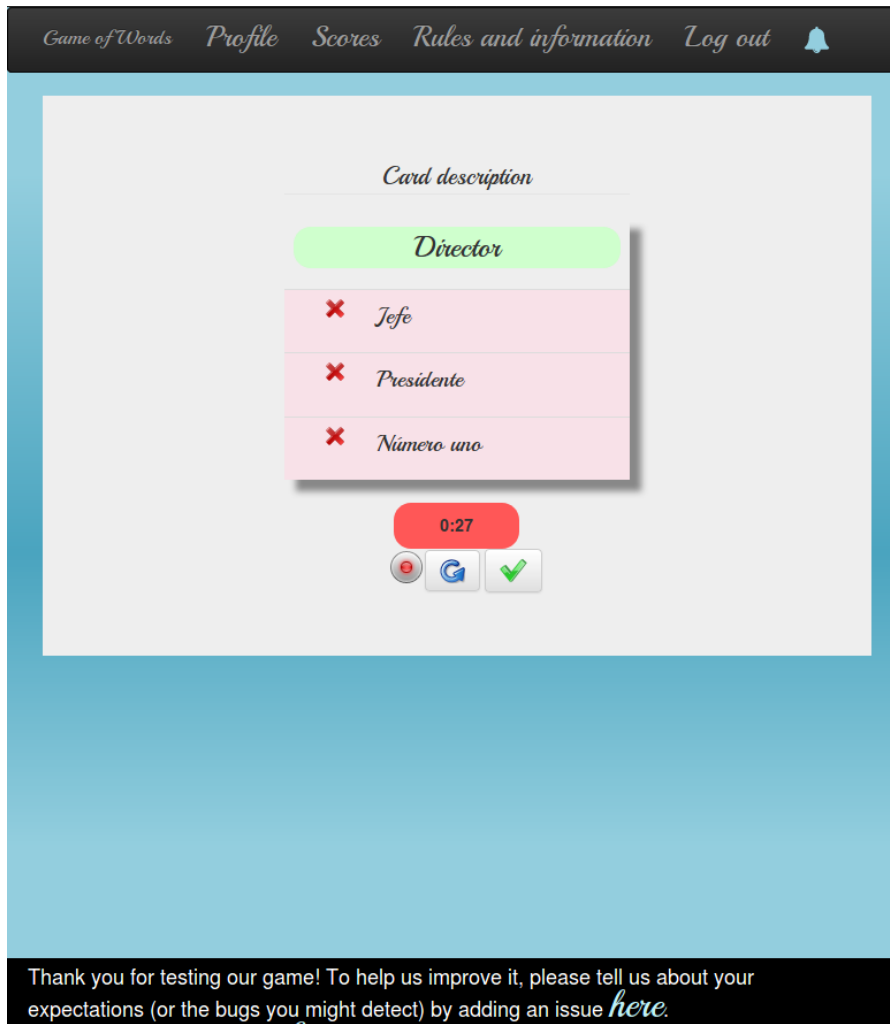 Game of Words Profile Scores Rules and information Log out
Card description
Director
Jefe
Presidente
Número uno
0:27
Thank you for testing our game! To help us improve it, please tell us about your
expectations (or the bugs you might detect) by adding an issue here.